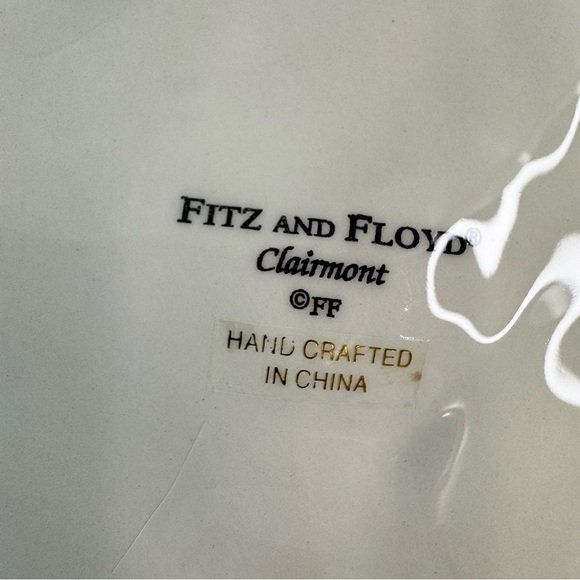 FITZ AND FLOYD®
Clairmont
©FF
HAND CRAFTED
IN CHINA